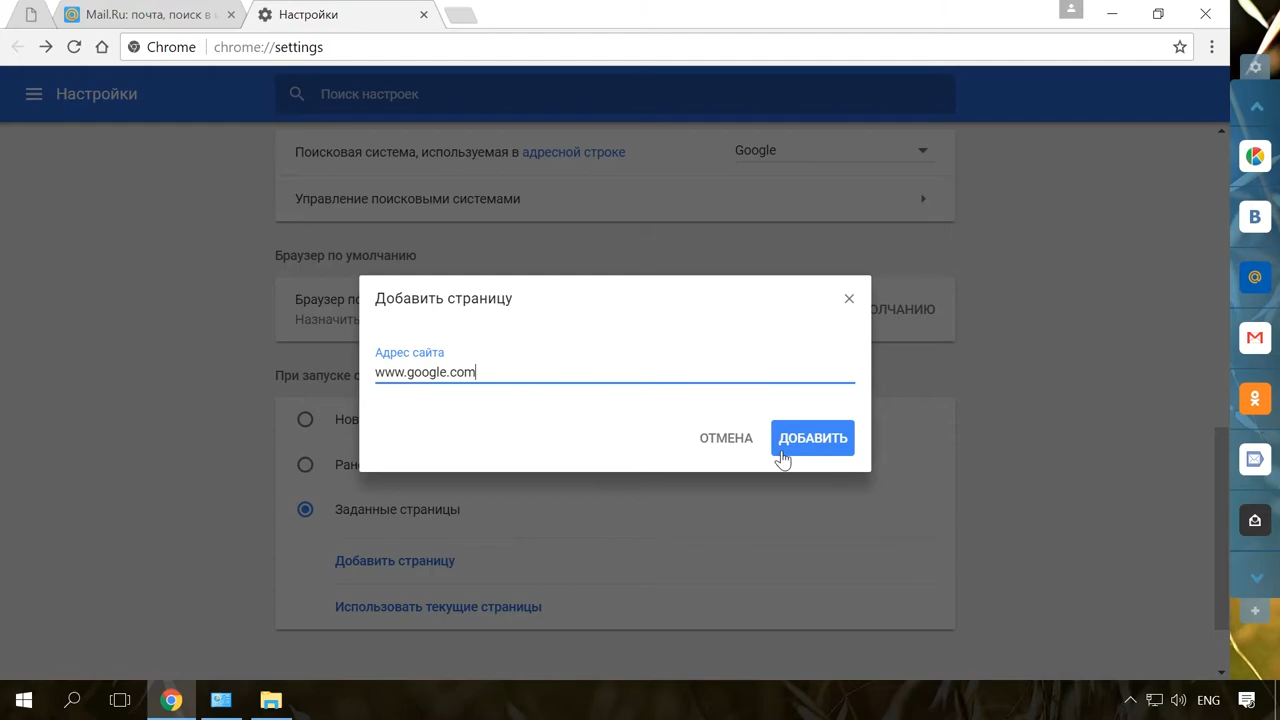 Mail.Ru: почта, поиск в
Настройки
Chrome
chrome://settings
Настройки
Поиск настроек
Поисковая система, используемая в адресной строке
Google
Управление поисковыми системами
Браузер по умолчанию
Браузер по
Назначить
ОЛЧАНИЮ
Добавить страницу
Адрес сайта
www.google.com
ОТМЕНА
ДОБАВИТЬ
При запуске о
Нов
Ран
Заданные страницы
Добавить страницу
Использовать текущие страницы
B
ENG